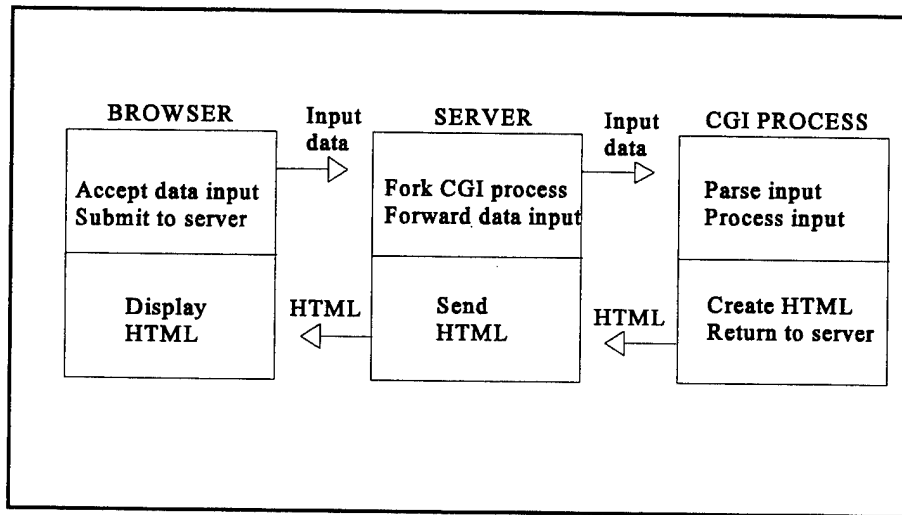 BROWSER
Input
data
SERVER
Input
data
CGI PROCESS
Accept data input
Submit to server
Fork CGI process
Forward data input
Parse input
Process input
Display
HTML
HTML
Send
HTML
HTML
Create HTML
Return to server